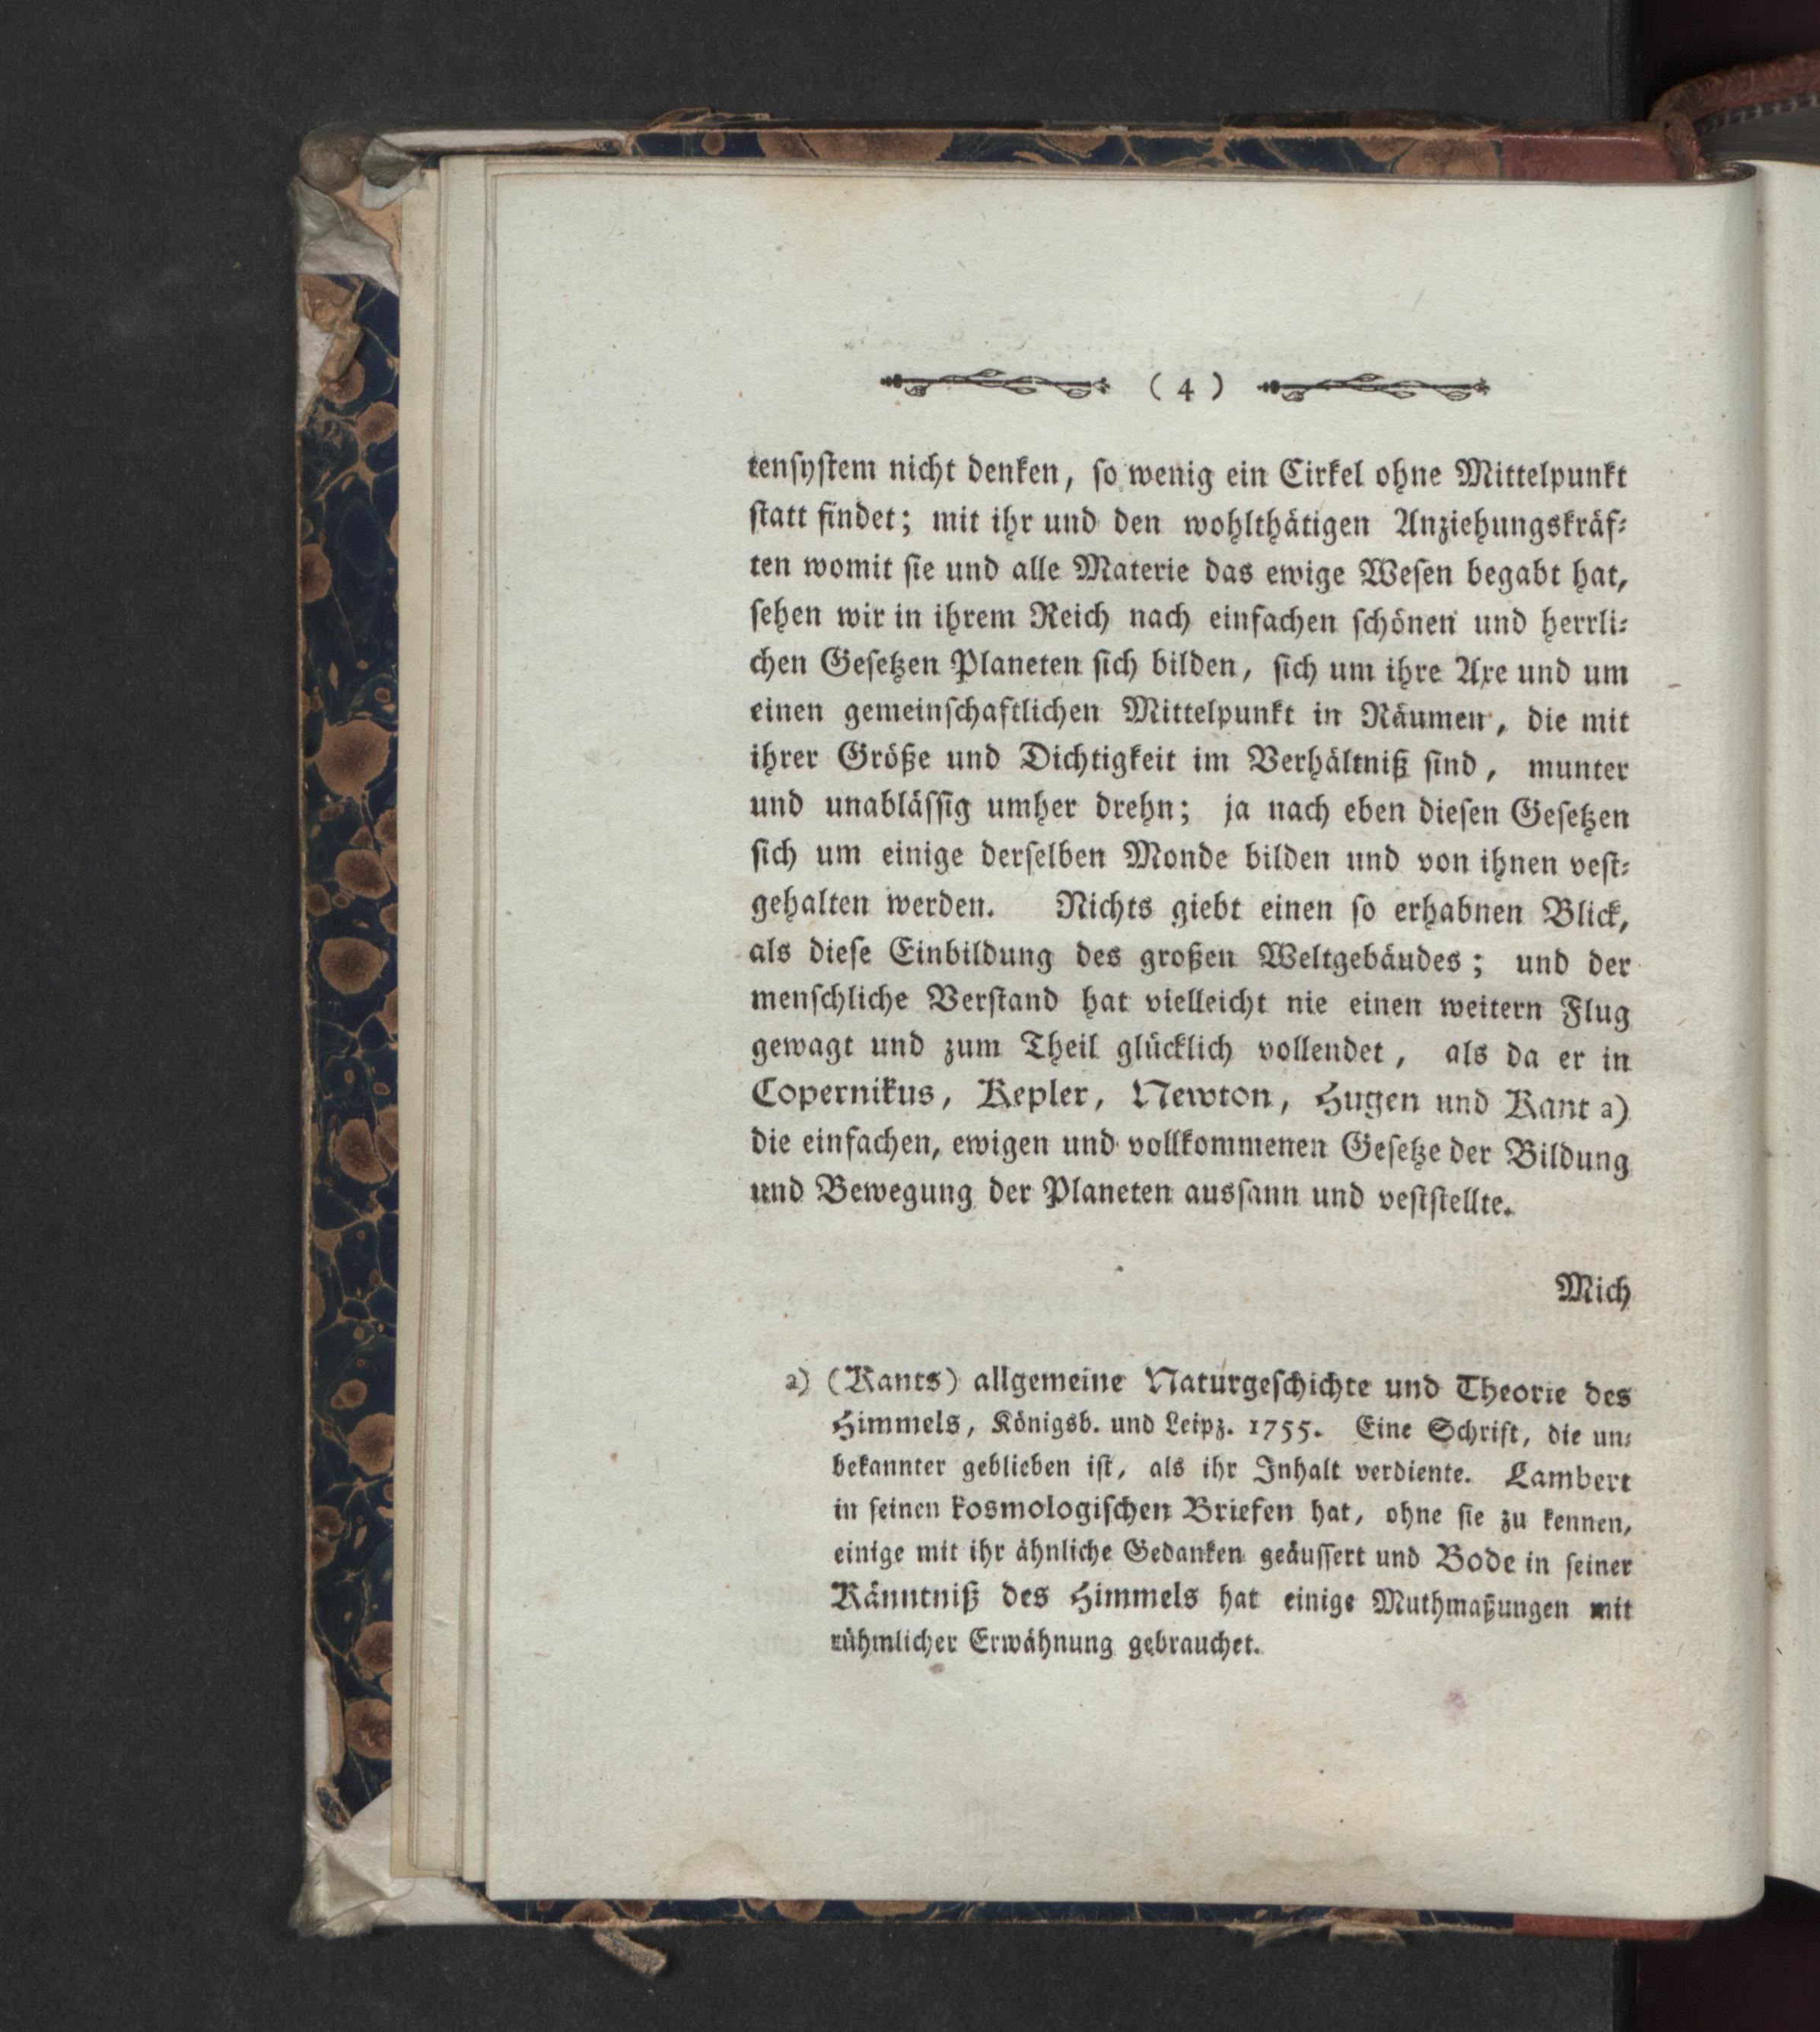 ( 4 )
tensystem nicht denken, so wenig ein Cirkel ohne Mittelpunkt
statt findet; mit ihr und den wohlthätigen Anziehungskräf-
ten womit sie und alle Materie das ewige Wesen begabt hat,
sehen wir in ihrem Reich nach einfachen schönen und herrli-
chen Gesetzen Planeten sich bilden, sich um ihre Axe und um
einen gemeinschaftlichen Mittelpunkt in Räumen, die mit
ihrer Größe und Dichtigkeit im Verhältniß sind, munter
und unablässig umher drehn; ja nach eben diesen Gesetzen
sich um einige derselben Monde bilden und von ihnen vest-
gehalten werden. Nichts giebt einen so erhabnen Blick,
als diese Einbildung des großen Weltgebäudes; und der
menschliche Verstand hat vielleicht nie einen weitern Flug
gewagt und zum Theil glücklich vollendet, als da er in
Copernikus, Kepler, Newton, Hugen und Kant a)
die einfachen, ewigen und vollkommenen Gesetze der Bildung
und Bewegung der Planeten aussann und veststellte.
Mich
a) (Kants) allgemeine Naturgeschichte und Theorie des
Himmels, Königsb. und Leipz. 1755. Eine Schrift, die un-
bekannter geblieben ist, als ihr Inhalt verdiente. Lambert
in seinen kosmologischen Briefen hat, ohne sie zu kennen,
einige mit ihr ähnliche Gedanken geäussert und Bode in seiner
Känntniß des Himmels hat einige Muthmaßungen mit
rühmlicher Erwähnung gebrauchet.